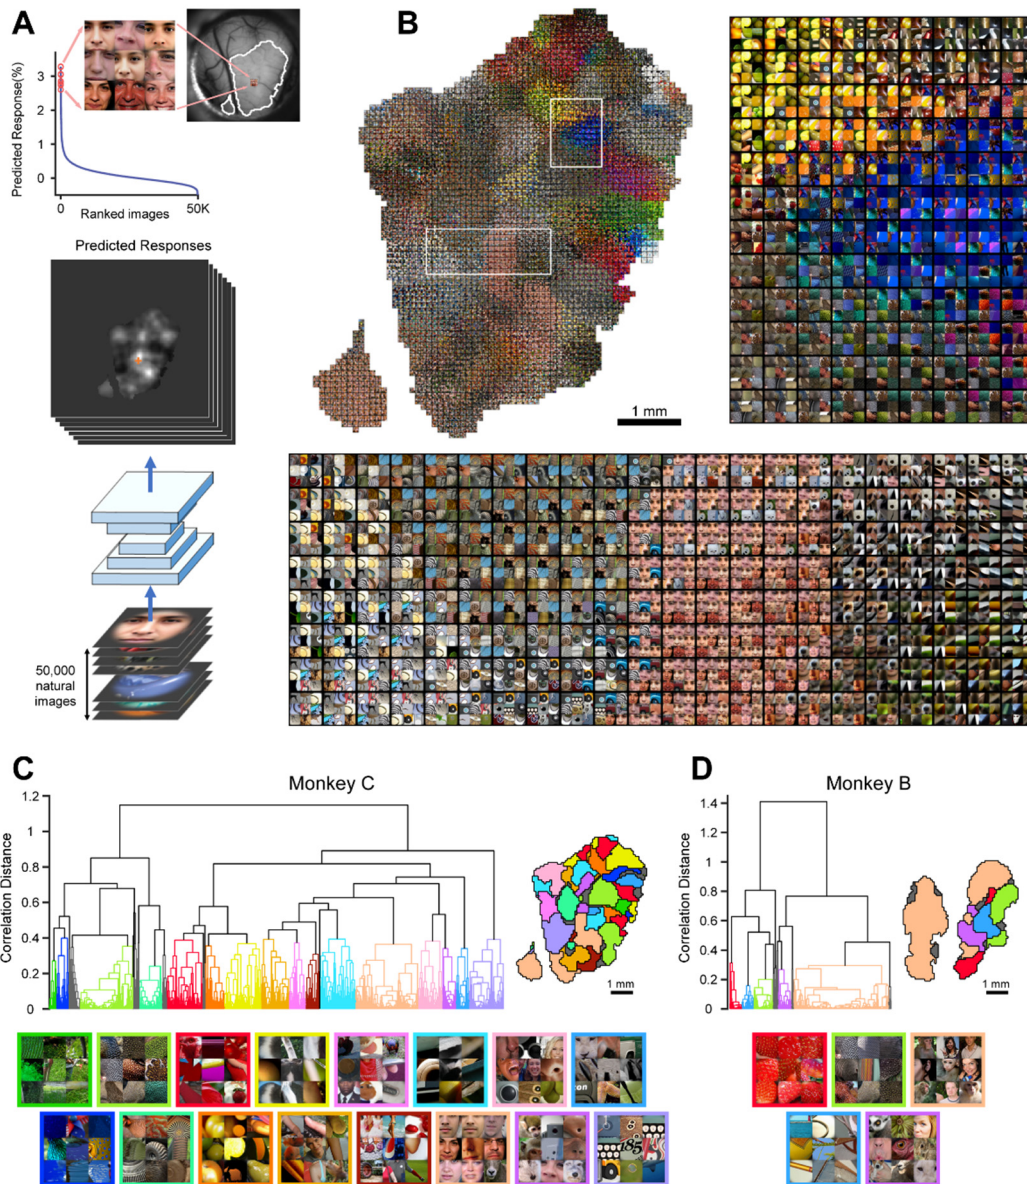 A
B
Predicted Response(%)
3
2
1
0
0
50K
Ranked images
1 mm
Predicted Responses
50,000
natural
images
C
Monkey C
Correlation Distance
1.2
1
0.8
0.6
0.4
0.2
0
1 mm
D
Monkey B
Correlation Distance
1.4
1.2
1
0.8
0.6
0.4
0.2
0
1 mm